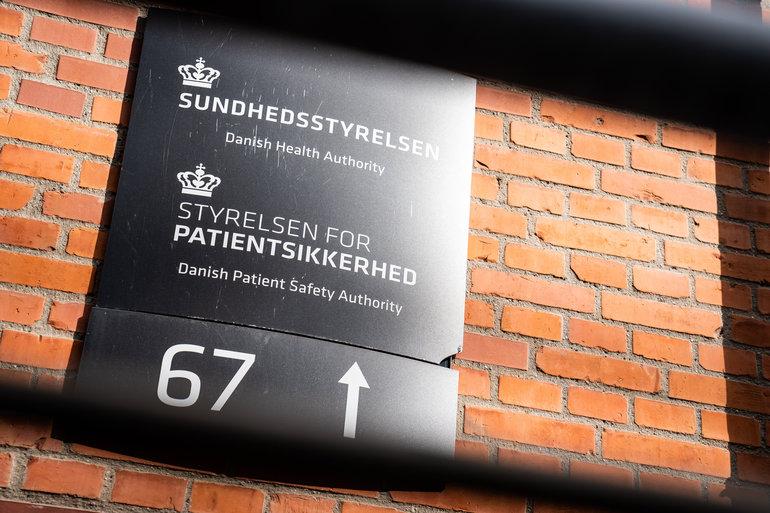 SUNDHEDSSTYRELSEN
Danish Health Authority
STYRELSEN FOR
PATIENTSIKKERHED
Danish Patient Safety Authority
67